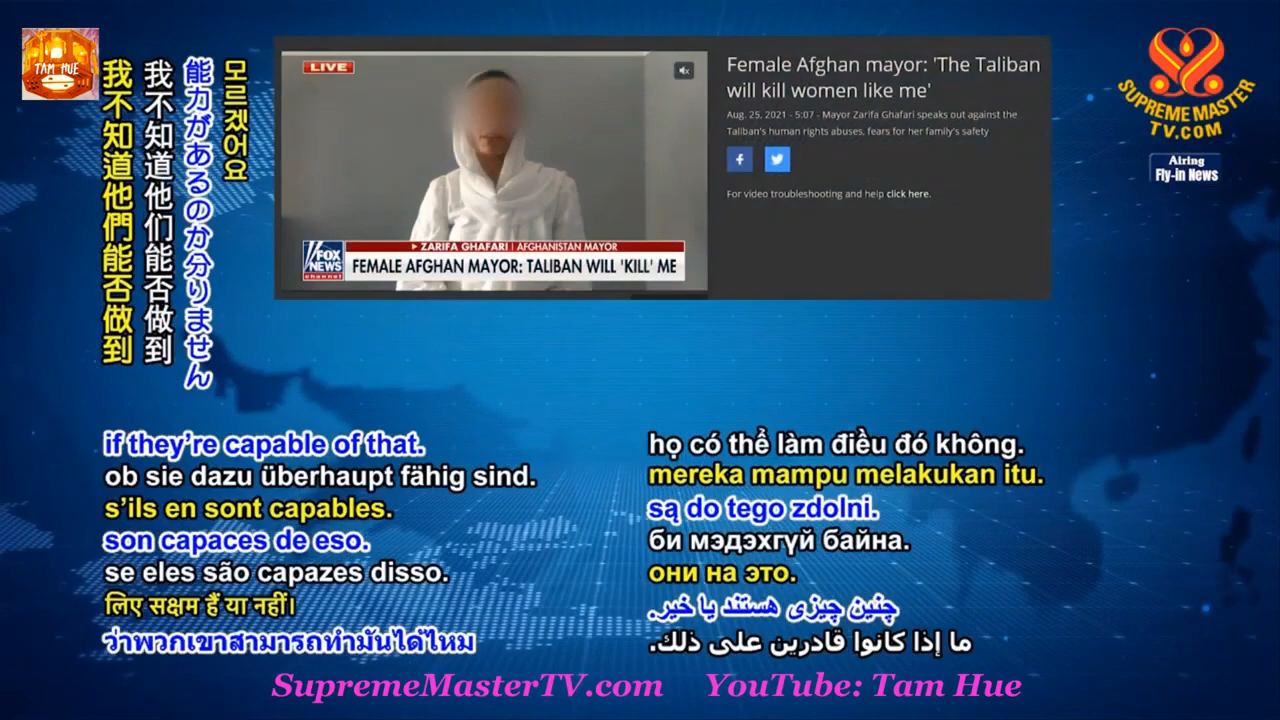 TAM HUE
我不知道他們能否做到
我不知道他们能否做到
能力があるのか分りません
모르겠어요
LIVE
ZARIFA GHAFARI | AFGHANISTAN MAYOR
FOX NEWS channel
FEMALE AFGHAN MAYOR: TALIBAN WILL 'KILL' ME
Female Afghan mayor: 'The Taliban
will kill women like me'
Aug. 25, 2021 - 5:07 - Mayor Zarifa Ghafari speaks out against the
Taliban's human rights abuses, fears for her family's safety
For video troubleshooting and help click here.
SUPREME MASTER
TV.COM
Airing
Fly-in News
if they're capable of that.
ob sie dazu überhaupt fähig sind.
s'ils en sont capables.
son capaces de eso.
se eles são capazes disso.
लिए सक्षम हैं या नहीं।
ว่าพวกเขาสามารถทำมันได้ไหม
họ có thể làm điều đó không.
mereka mampu melakukan itu.
są do tego zdolni.
би мэдэхгүй байна.
они на это.
چنین چیزی هستند یا خیر.
ما إذا كانوا قادرين على ذلك.
SupremeMasterTV.com YouTube: Tam Hue